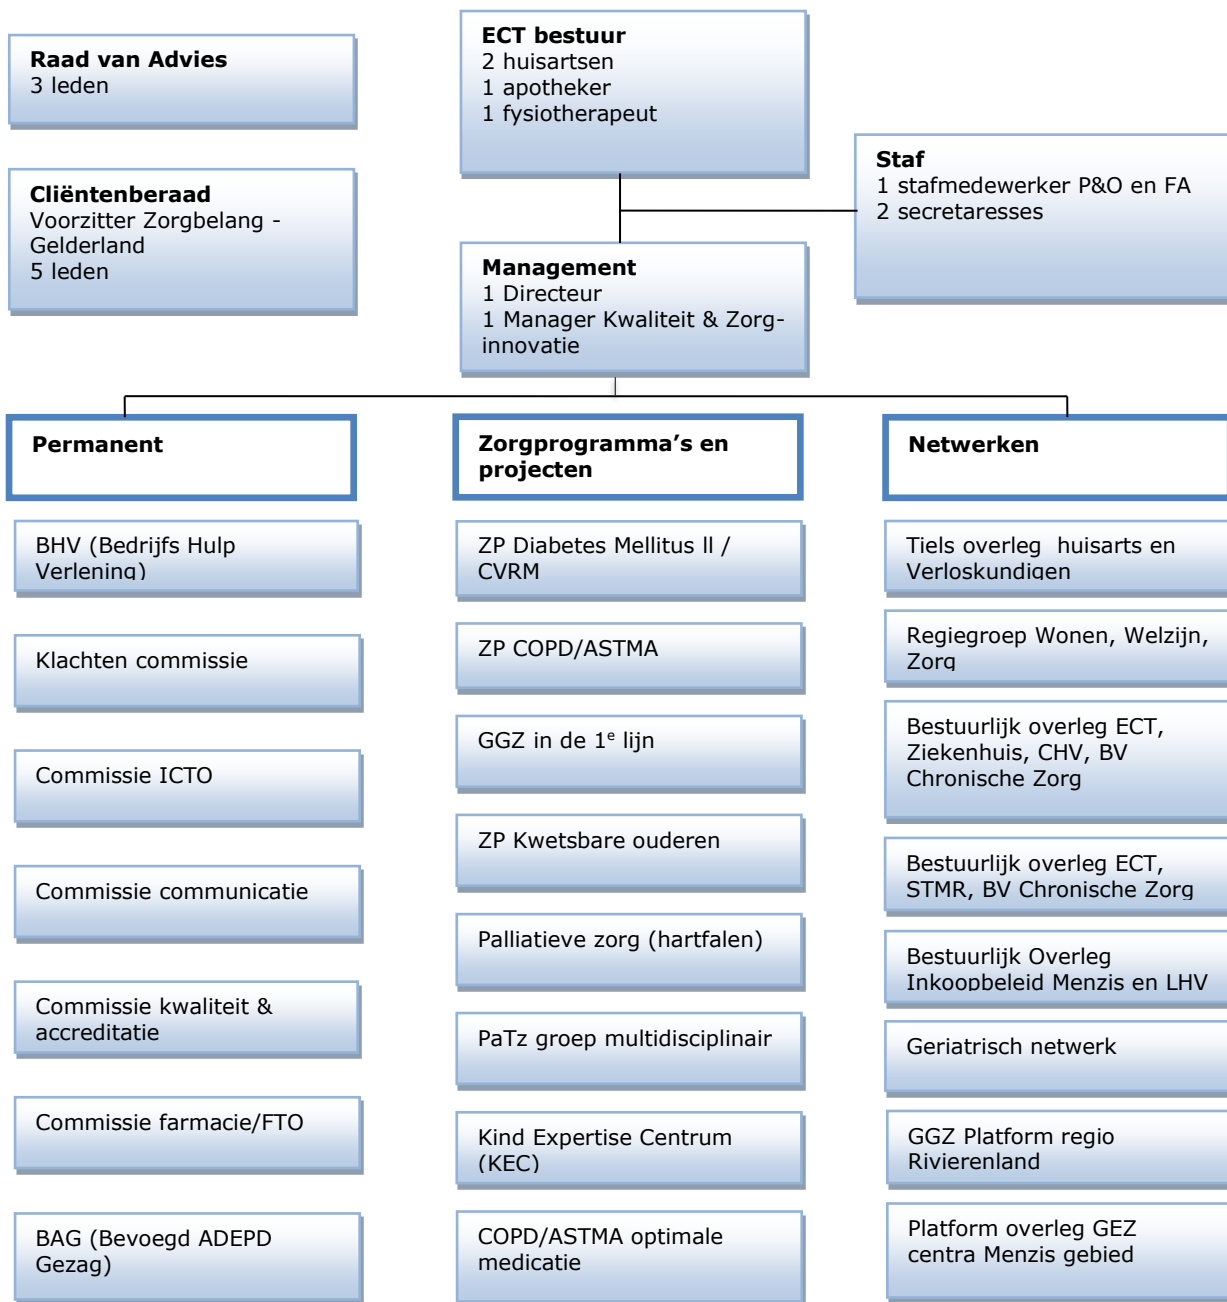 Raad van Advies
3 leden
ECT bestuur
2 huisartsen
1 apotheker
1 fysiotherapeut
Cliëntenberaad
Voorzitter Zorgbelang -
Gelderland
5 leden
Staf
1 stafmedewerker P&O en FA
2 secretaresses
Management
1 Directeur
1 Manager Kwaliteit & Zorg-
innovatie
Permanent
BHV (Bedrijfs Hulp
Verlening)
Klachten commissie
Commissie ICTO
Commissie communicatie
Commissie kwaliteit &
accreditatie
Commissie farmacie/FTO
BAG (Bevoegd ADEPD
Gezag)
Zorgprogramma’s en
projecten
ZP Diabetes Mellitus ll /
CVRM
ZP COPD/ASTMA
GGZ in de 1e lijn
ZP Kwetsbare ouderen
Palliatieve zorg (hartfalen)
PaTz groep multidisciplinair
Kind Expertise Centrum
(KEC)
COPD/ASTMA optimale
medicatie
Netwerken
Tiels overleg  huisarts en
Verloskundigen
Regiegroep Wonen, Welzijn,
Zorg
Bestuurlijk overleg ECT,
Ziekenhuis, CHV, BV
Chronische Zorg
Bestuurlijk overleg ECT,
STMR, BV Chronische Zorg
Bestuurlijk Overleg
Inkoopbeleid Menzis en LHV
Geriatrisch netwerk
GGZ Platform regio
Rivierenland
Platform overleg GEZ
centra Menzis gebied